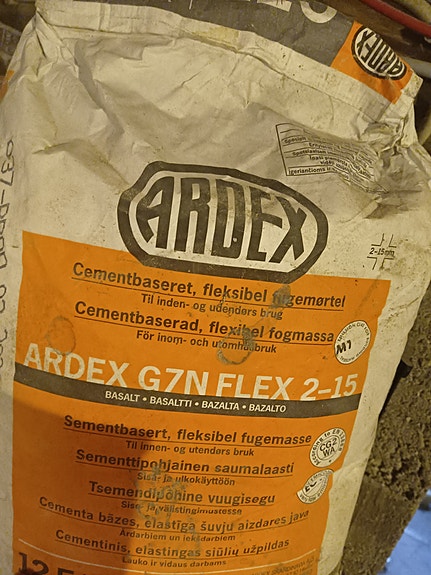 ARDEX
ARDEX
2-15mm
Cementbaseret, fleksibel fugemørtel
Til inden- og udendørs brug
Cementbaserad, flexibel fogmassa
För inom- och utomhusbruk
M1
ARDEX G7N FLEX 2-15
BASALT • BASALTTI • BAZALTA • BAZALTO
Sementbasert, fleksibel fugemasse
Til innen- og utendørs bruk
CG2
WA
Sementtipohjainen saumalaasti
Sisä- ja ulkokäyttöön
Tsemendipõhine vuugisegu
Sise- ja välistingimustesse
Cementa bāzes, elastīga šuvju aizdares java
Ārdarbiem un iekšdarbiem
Cementinis, elastingas siūlių užpildas
Lauko ir vidaus darbams